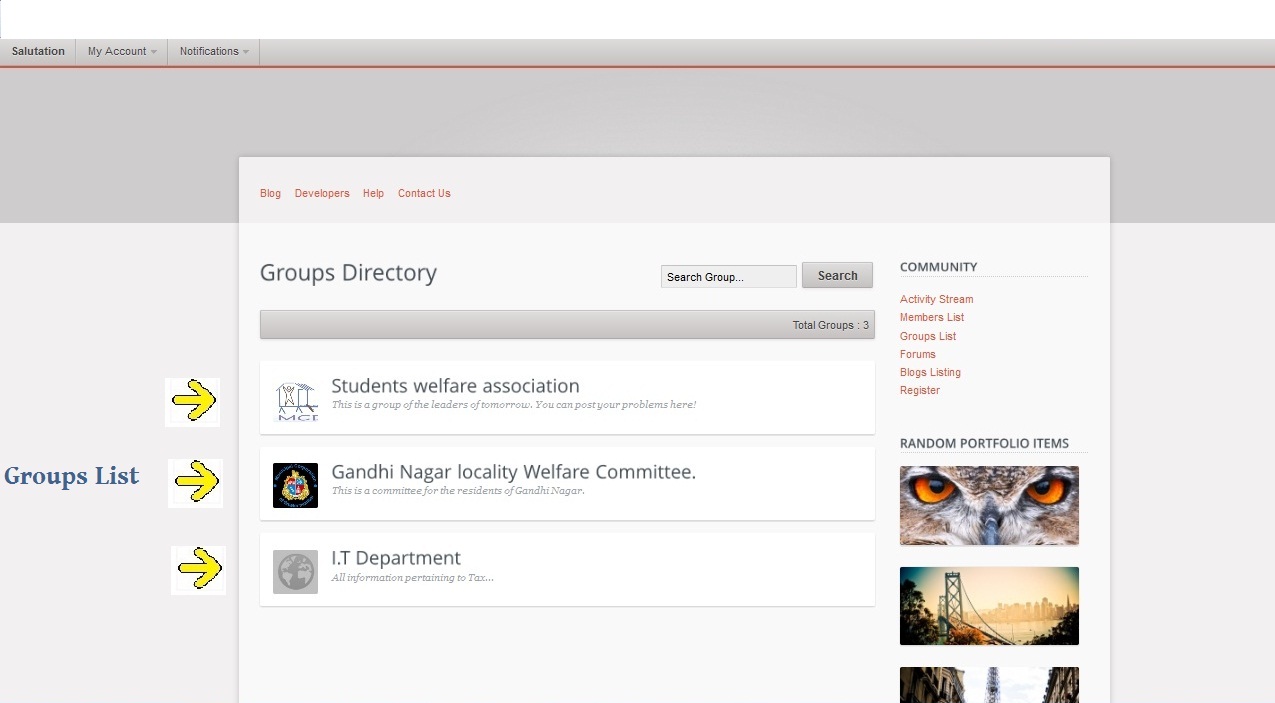 Salutation My Account Notifications
Blog Developers Help Contact Us
Groups Directory
Search Group... Search
Total Groups : 3
Students welfare association
This is a group of the leaders of tomorrow. You can post your problems here!
Groups List
Gandhi Nagar locality Welfare Committee.
This is a committee for the residents of Gandhi Nagar.
I.T Department
All information pertaining to Tax...
COMMUNITY
Activity Stream
Members List
Groups List
Forums
Blogs Listing
Register
RANDOM PORTFOLIO ITEMS